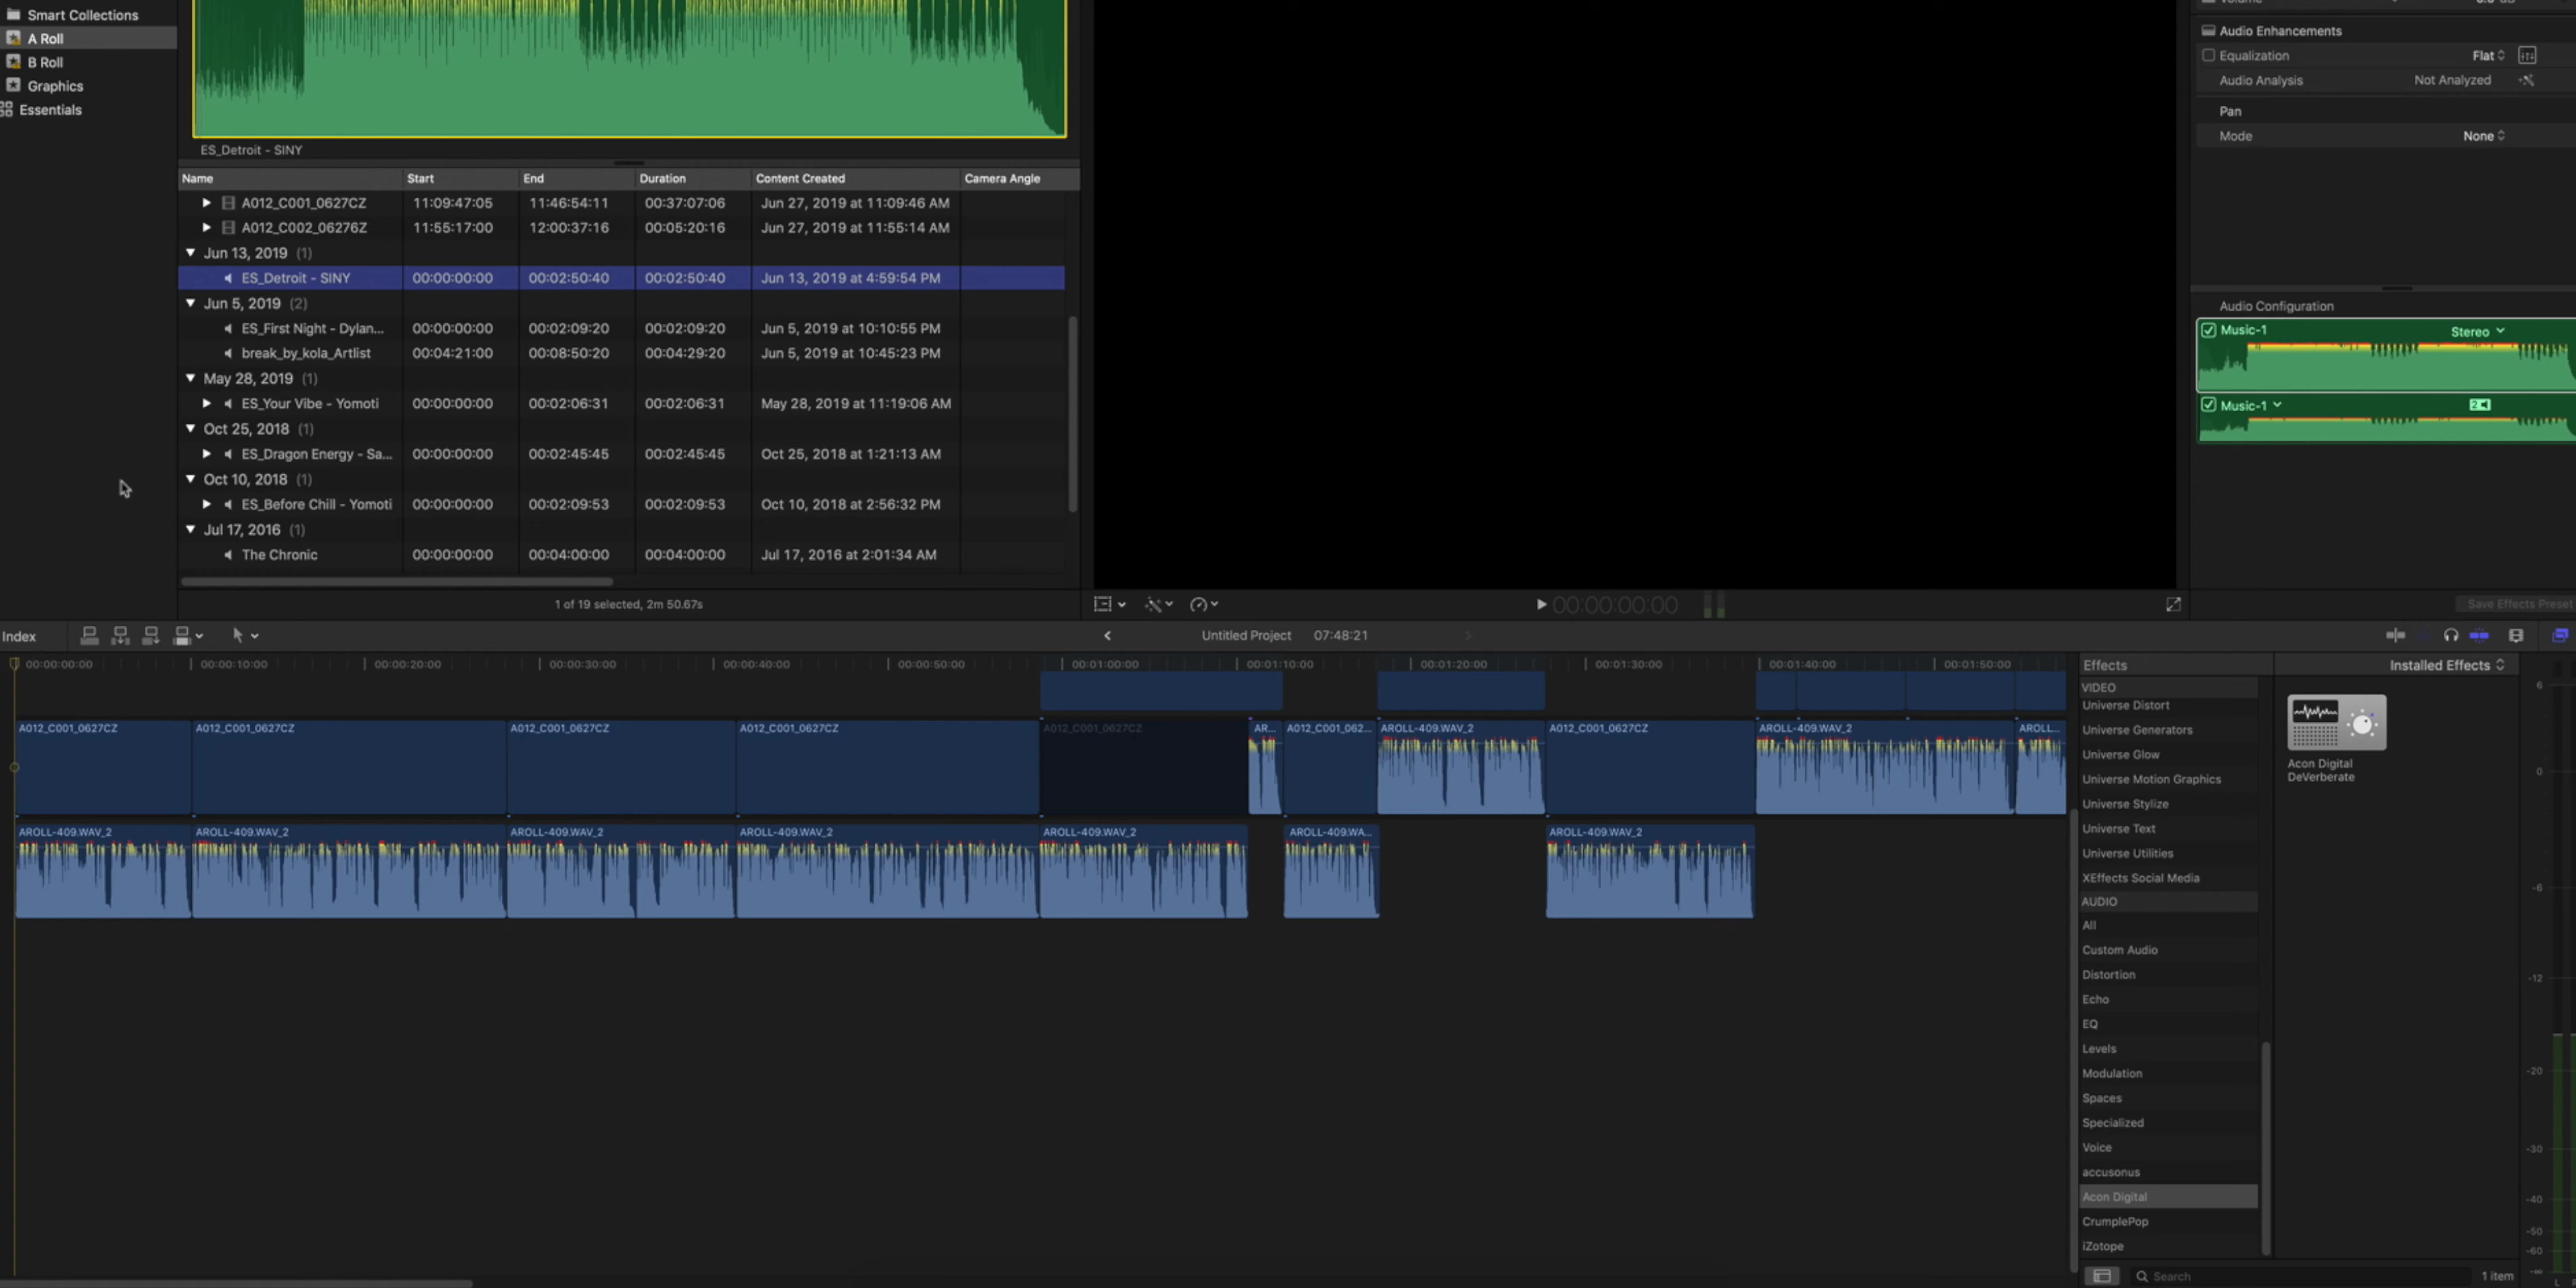 Smart Collections
A Roll
B Roll
Graphics
Essentials
ES_Detroit - SINY
Name Start End Duration Content Created Camera Angle
A012_C001_0627CZ 11:09:47:05 11:46:54:11 00:37:07:06 Jun 27, 2019 at 11:09:46 AM
A012_C002_06276Z 11:55:17:00 12:00:37:16 00:05:20:16 Jun 27, 2019 at 11:55:14 AM
Jun 13, 2019 (1)
ES_Detroit - SINY 00:00:00:00 00:02:50:40 00:02:50:40 Jun 13, 2019 at 4:59:54 PM
Jun 5, 2019 (2)
ES_First Night - Dylan... 00:00:00:00 00:02:09:20 00:02:09:20 Jun 5, 2019 at 10:10:55 PM
break_by_kola_Artlist 00:04:21:00 00:08:50:20 00:04:29:20 Jun 5, 2019 at 10:45:23 PM
May 28, 2019 (1)
ES_Your Vibe - Yomoti 00:00:00:00 00:02:06:31 00:02:06:31 May 28, 2019 at 11:19:06 AM
Oct 25, 2018 (1)
ES_Dragon Energy - Sa... 00:00:00:00 00:02:45:45 00:02:45:45 Oct 25, 2018 at 1:21:13 AM
Oct 10, 2018 (1)
ES_Before Chill - Yomoti 00:00:00:00 00:02:09:53 00:02:09:53 Oct 10, 2018 at 2:56:32 PM
Jul 17, 2016 (1)
The Chronic 00:00:00:00 00:04:00:00 00:04:00:00 Jul 17, 2016 at 2:01:34 AM
1 of 19 selected, 2m 50.67s
00:00:00:00
Audio Enhancements
Equalization Flat
Audio Analysis Not Analyzed
Pan
Mode None
Audio Configuration
Music-1 Stereo
Music-1 2
Save Effects Preset
Index
Untitled Project 07:48:21
00:00:00:00 00:00:10:00 00:00:20:00 00:00:30:00 00:00:40:00 00:00:50:00 00:01:00:00 00:01:10:00 00:01:20:00 00:01:30:00 00:01:40:00 00:01:50:00
A012_C001_0627CZ A012_C001_0627CZ A012_C001_0627CZ A012_C001_0627CZ A012_C001_0627CZ AR... A012_C001_062... AROLL-409.WAV_2 A012_C001_0627CZ AROLL-409.WAV_2 AROLL...
AROLL-409.WAV_2 AROLL-409.WAV_2 AROLL-409.WAV_2 AROLL-409.WAV_2 AROLL-409.WAV_2 AROLL-409.WA... AROLL-409.WAV_2
Effects Installed Effects
VIDEO
Universe Distort
Universe Generators
Universe Glow
Universe Motion Graphics
Universe Stylize
Universe Text
Universe Utilities
XEffects Social Media
AUDIO
All
Custom Audio
Distortion
Echo
EQ
Levels
Modulation
Spaces
Specialized
Voice
accusonus
Acon Digital
CrumplePop
iZotope
Acon Digital
DeVerberate
Search
1 item
6
0
-6
-12
-20
-30
-40
-50
-60
-∞
L